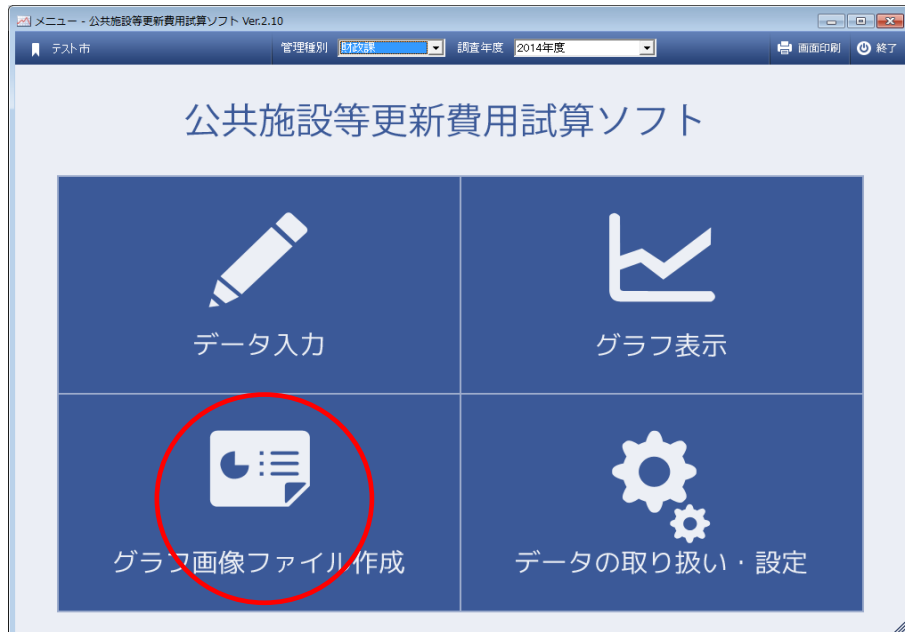 メニュー - 公共施設等更新費用試算ソフト Ver.2.10
テスト市 管理種別 財政課 調査年度 2014年度 画面印刷 終了
公共施設等更新費用試算ソフト
データ入力 グラフ表示
グラフ画像ファイル作成 データの取り扱い・設定